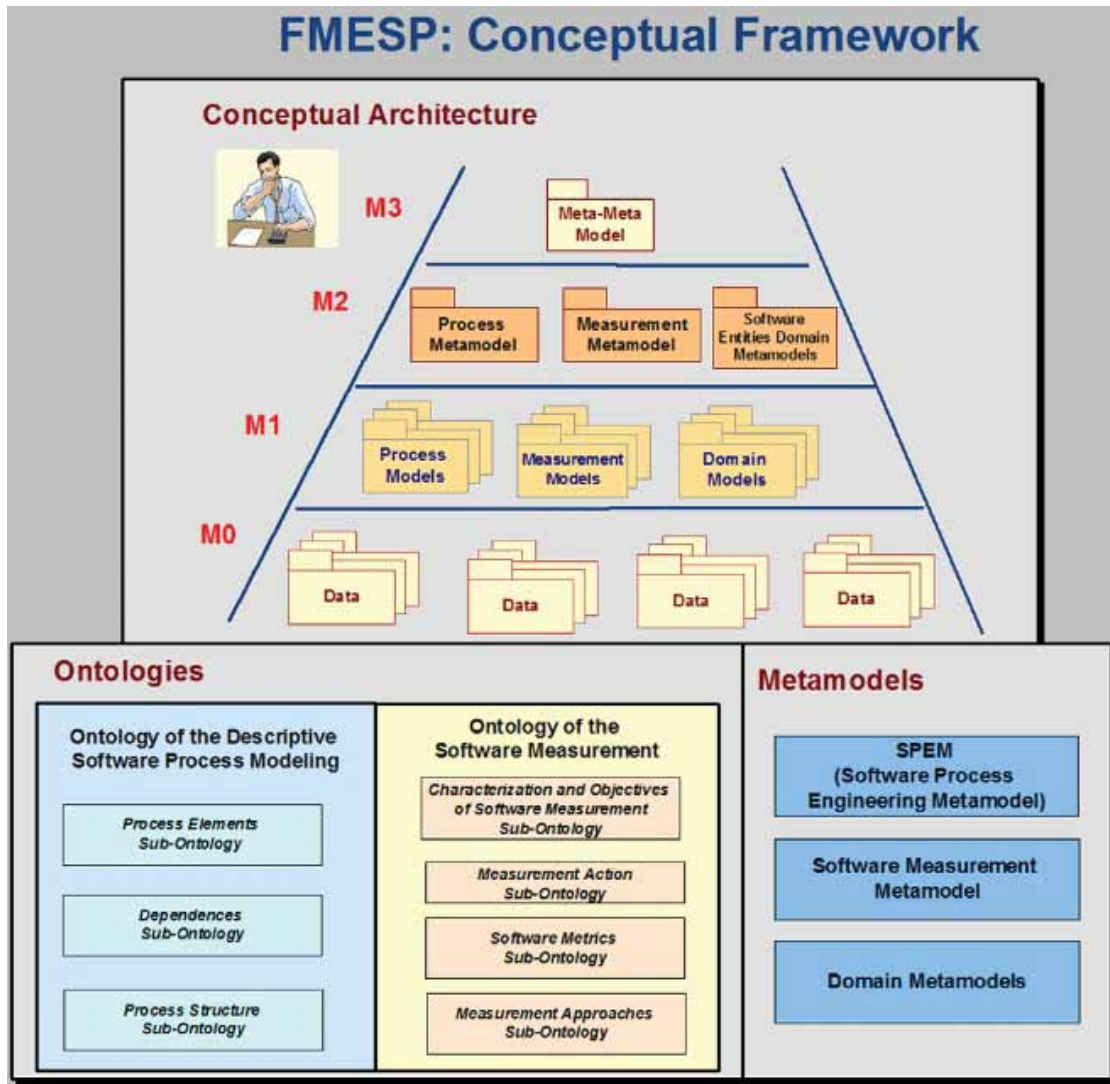 FMESP: Conceptual Framework
Conceptual Architecture
M3
Meta-Meta
Model
M2
Process
Metamodel
Measurement
Metamodel
Software
Entities Domain
Metamodels
M1
Process
Models
Measurement
Models
Domain
Models
M0
Data
Data
Data
Data
Ontologies
Ontology of the Descriptive
Software Process Modeling
Process Elements
Sub-Ontology
Dependences
Sub-Ontology
Process Structure
Sub-Ontology
Ontology of the
Software Measurement
Characterization and Objectives
of Software Measurement
Sub-Ontology
Measurement Action
Sub-Ontology
Software Metrics
Sub-Ontology
Measurement Approaches
Sub-Ontology
Metamodels
SPEM
(Software Process
Engineering Metamodel)
Software Measurement
Metamodel
Domain Metamodels